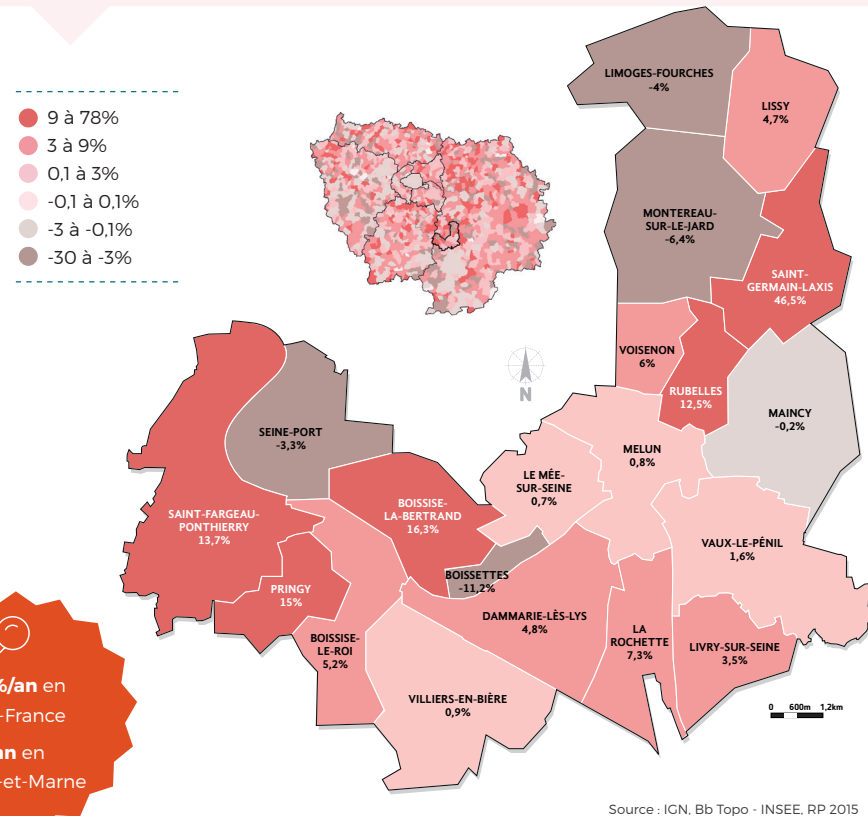 9 à 78%
3 à 9%
0,1 à 3%
-0,1 à 0,1%
-3 à -0,1%
-30 à -3%
LIMOGES-FOURCHES
-4%
LISSY
4,7%
MONTEREAU-
SUR-LE-JARD
-6,4%
SAINT-
GERMAIN-LAXIS
46,5%
VOISENON
6%
RUBELLES
12,5%
MAINCY
-0,2%
N
SEINE-PORT
-3,3%
MELUN
0,8%
LE MÉE-
SUR-SEINE
0,7%
SAINT-FARGEAU-
PONTHIERRY
13,7%
BOISSISE-
LA-BERTRAND
16,3%
VAUX-LE-PÉNIL
1,6%
BOISSETTES
-11,2%
PRINGY
15%
DAMMARIE-LÈS-LYS
4,8%
LA
ROCHETTE
7,3%
BOISSISE-
LE-ROI
5,2%
LIVRY-SUR-SEINE
3,5%
VILLIERS-EN-BIÈRE
0,9%
%/an en
-France
an en
-et-Marne
0 600m 1,2km
Source : IGN, Bb Topo - INSEE, RP 2015